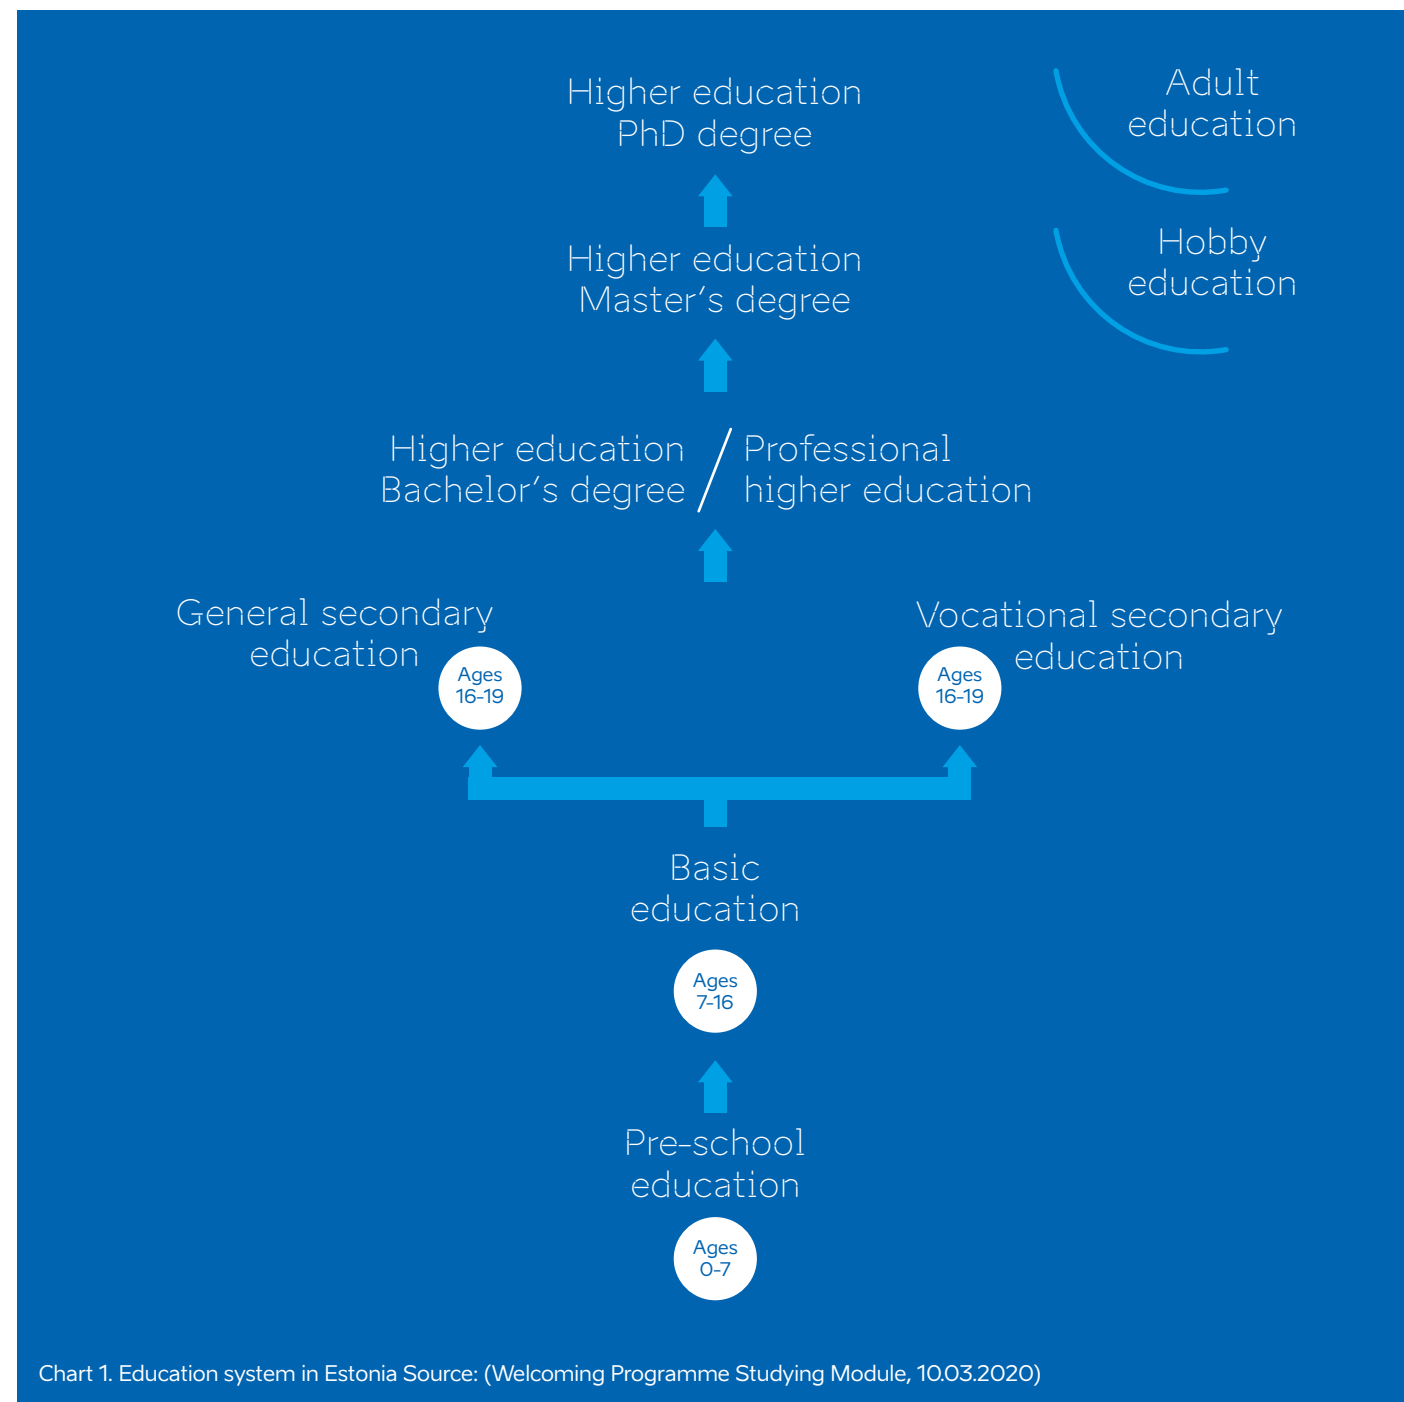 Higher education
PhD degree
Adult
education
Higher education
Master's degree
Hobby
education
Higher education
Bachelor's degree
Professional
higher education
General secondary
education
Ages
16-19
Vocational secondary
education
Ages
16-19
Basic
education
Ages
7-16
Pre-school
education
Ages
0-7
Chart 1. Education system in Estonia Source: (Welcoming Programme Studying Module, 10.03.2020)